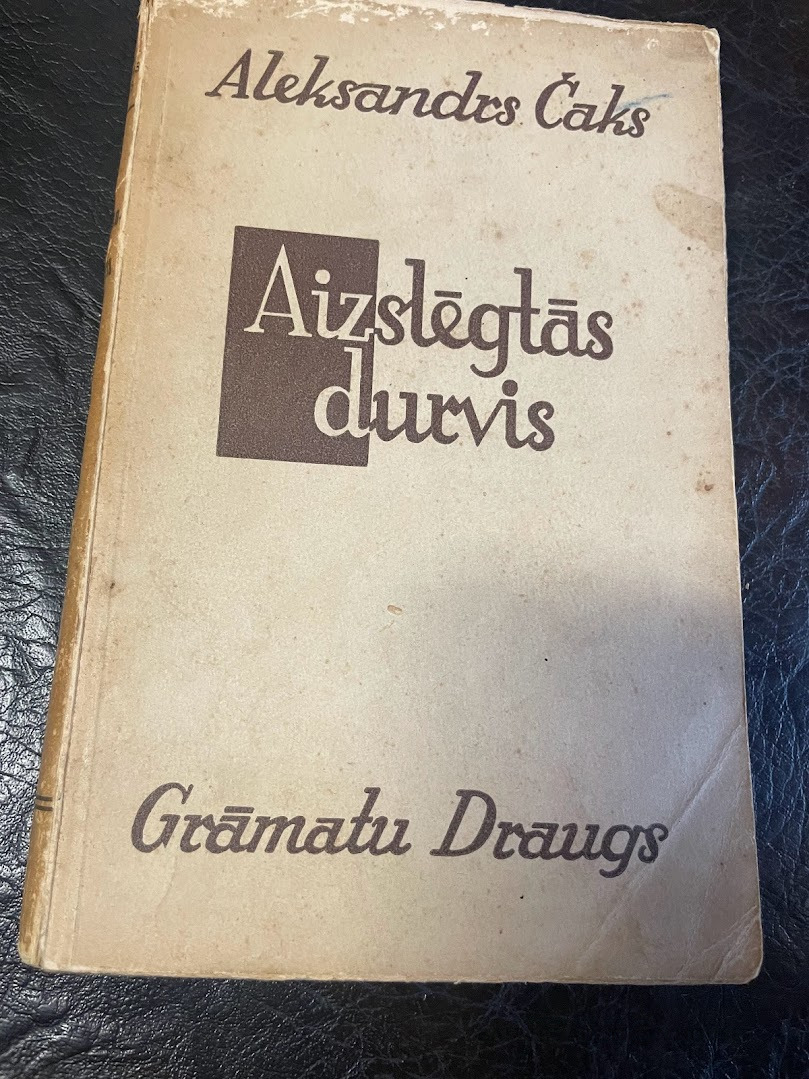 Aleksandrs Čaks
Aizslēgtās
durvis
Grāmatu Draugs